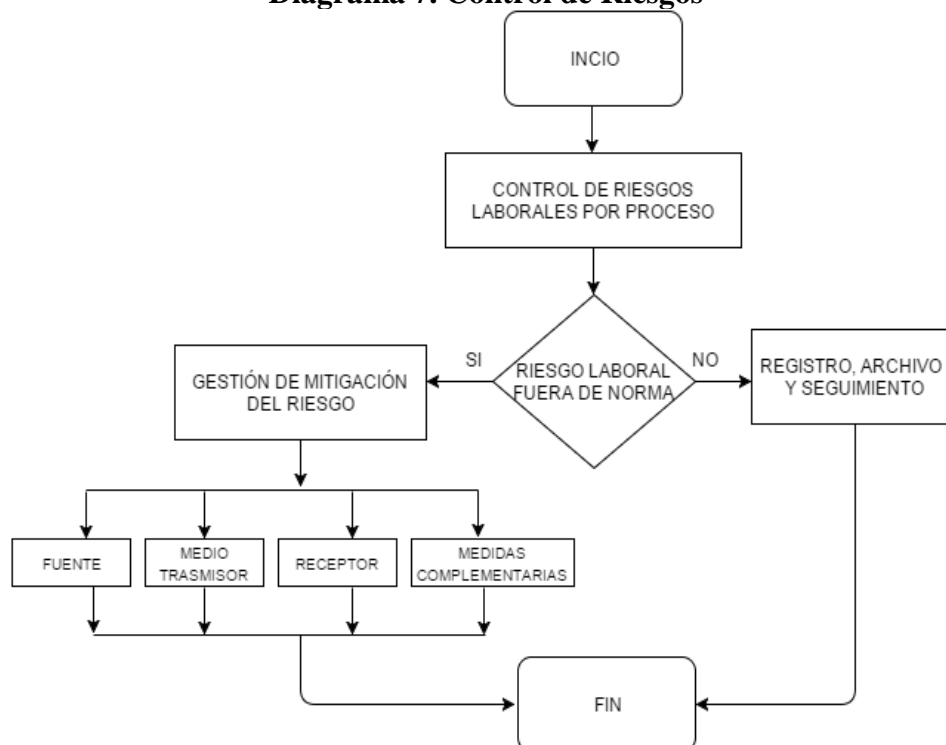 Diagrama 7. Control de Riesgos
INCIO
CONTROL DE RIESGOS
LABORALES POR PROCESO
SI
RIESGO LABORAL
FUERA DE NORMA
NO
GESTIÓN DE MITIGACIÓN
DEL RIESGO
REGISTRO, ARCHIVO
Y SEGUIMIENTO
FUENTE
MEDIO
TRASMISOR
RECEPTOR
MEDIDAS
COMPLEMENTARIAS
FIN